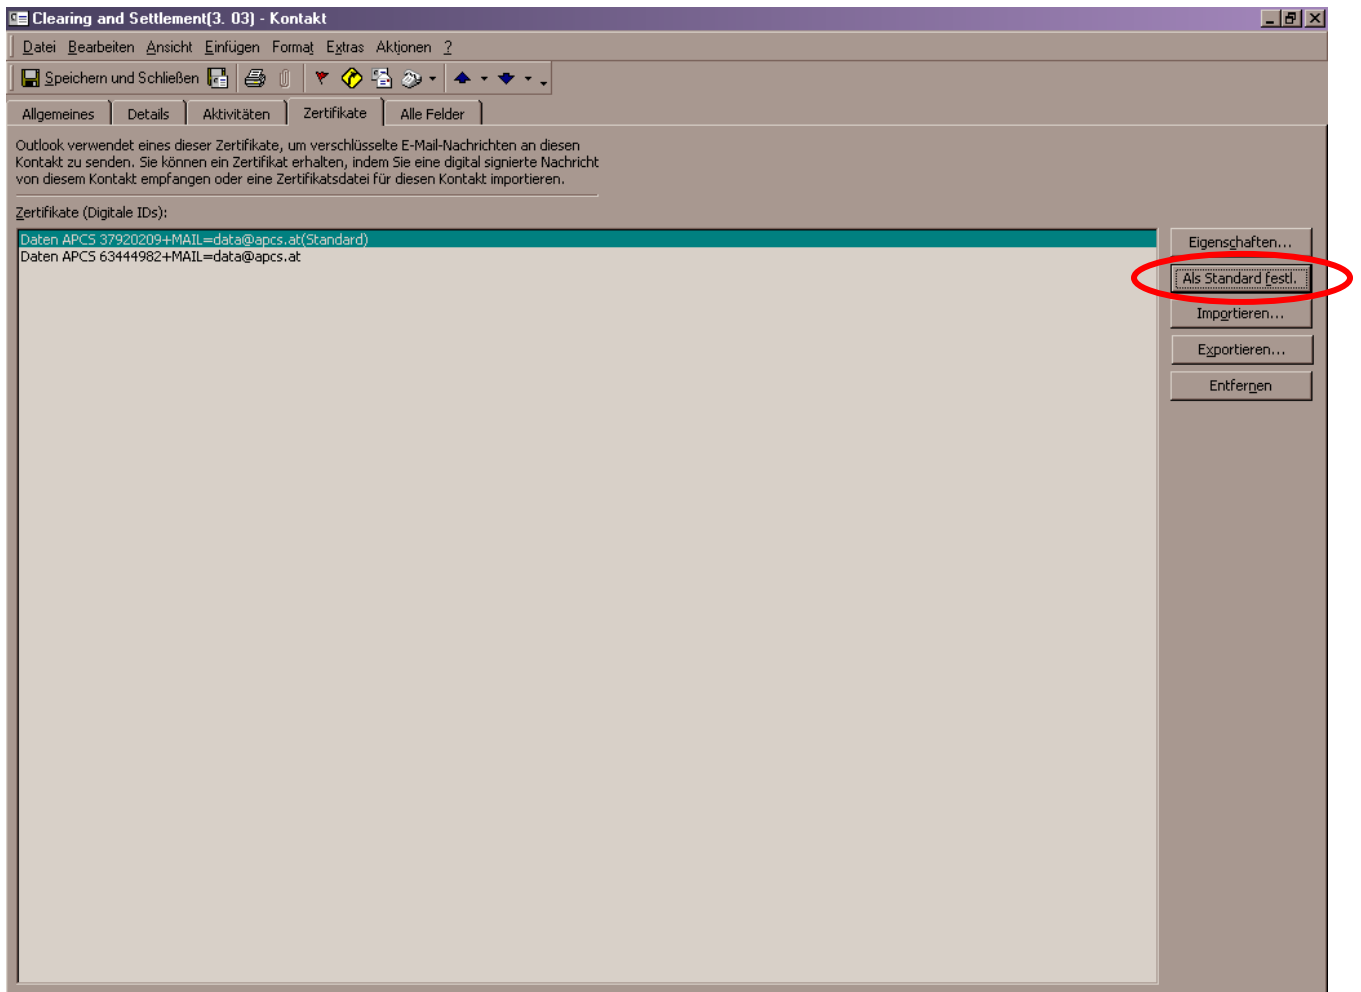 Clearing and Settlement(3. 03) - Kontakt
Datei Bearbeiten Ansicht Einfügen Format Extras Aktionen ?
Speichern und Schließen
Allgemeines Details Aktivitäten Zertifikate Alle Felder
Outlook verwendet eines dieser Zertifikate, um verschlüsselte E-Mail-Nachrichten an diesen
Kontakt zu senden. Sie können ein Zertifikat erhalten, indem Sie eine digital signierte Nachricht
von diesem Kontakt empfangen oder eine Zertifikatsdatei für diesen Kontakt importieren.
Zertifikate (Digitale IDs):
Daten APCS 37920209+MAIL=data@apcs.at(Standard)
Daten APCS 63444982+MAIL=data@apcs.at
Eigenschaften...
Als Standard festl.
Importieren...
Exportieren...
Entfernen